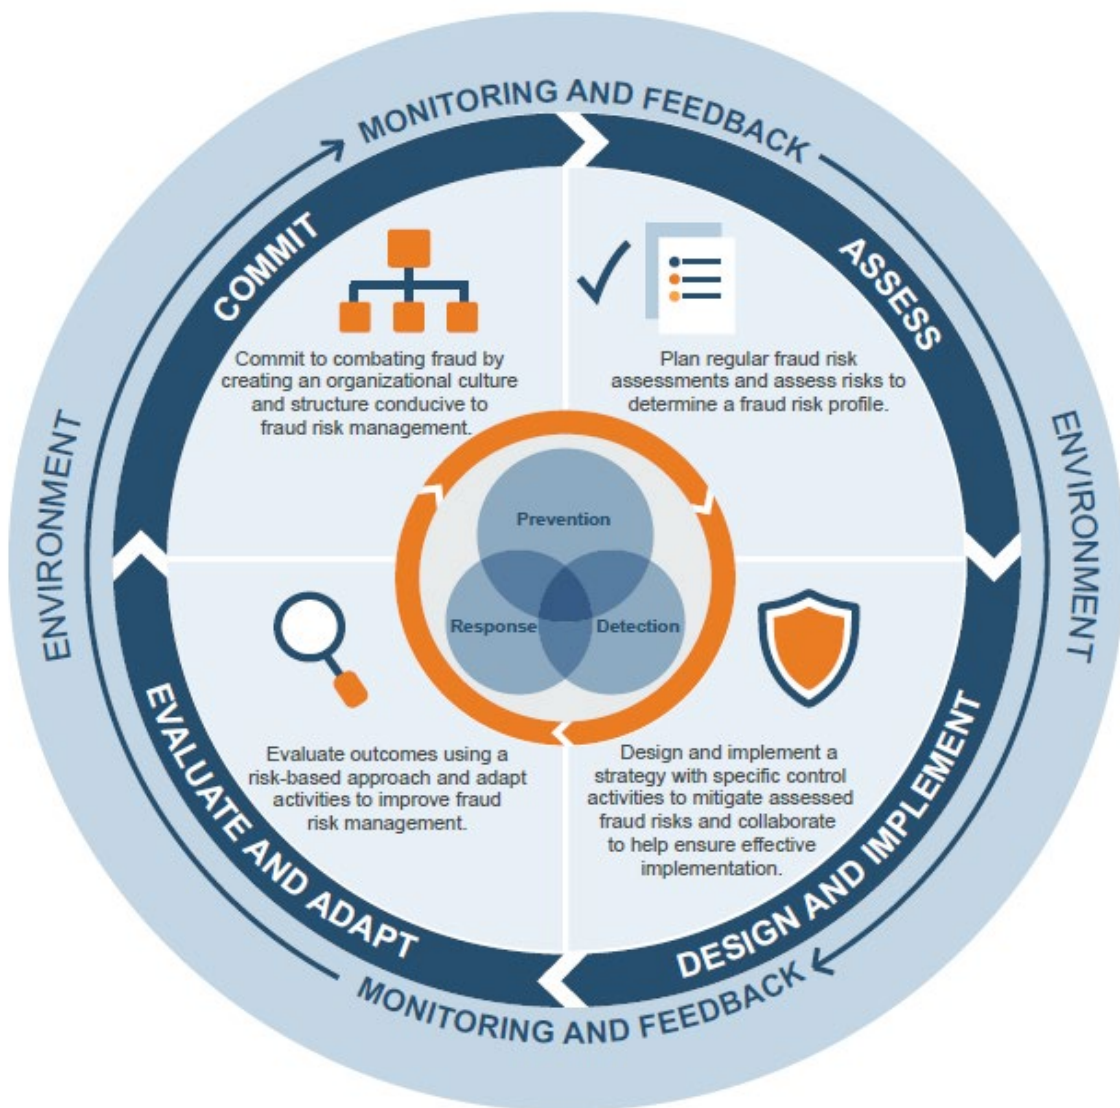 MONITORING AND FEEDBACK
COMMIT
ASSESS
Commit to combating fraud by
creating an organizational culture
and structure conducive to
fraud risk management.
Plan regular fraud risk
assessments and assess risks to
determine a fraud risk profile.
ENVIRONMENT
ENVIRONMENT
Prevention
Response
Detection
Evaluate outcomes using a
risk-based approach and adapt
activities to improve fraud
risk management.
Design and implement a
strategy with specific control
activities to mitigate assessed
fraud risks and collaborate
to help ensure effective
implementation.
EVALUATE AND ADAPT
DESIGN AND IMPLEMENT
MONITORING AND FEEDBACK